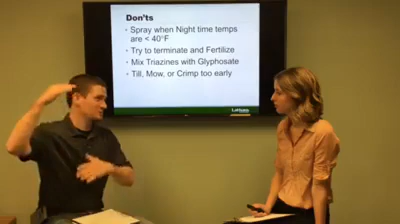 Don'ts
• Spray when Night time temps
are < 40°F
• Try to terminate and Fertilize
• Mix Triazines with Glyphosate
• Till, Mow, or Crimp too early